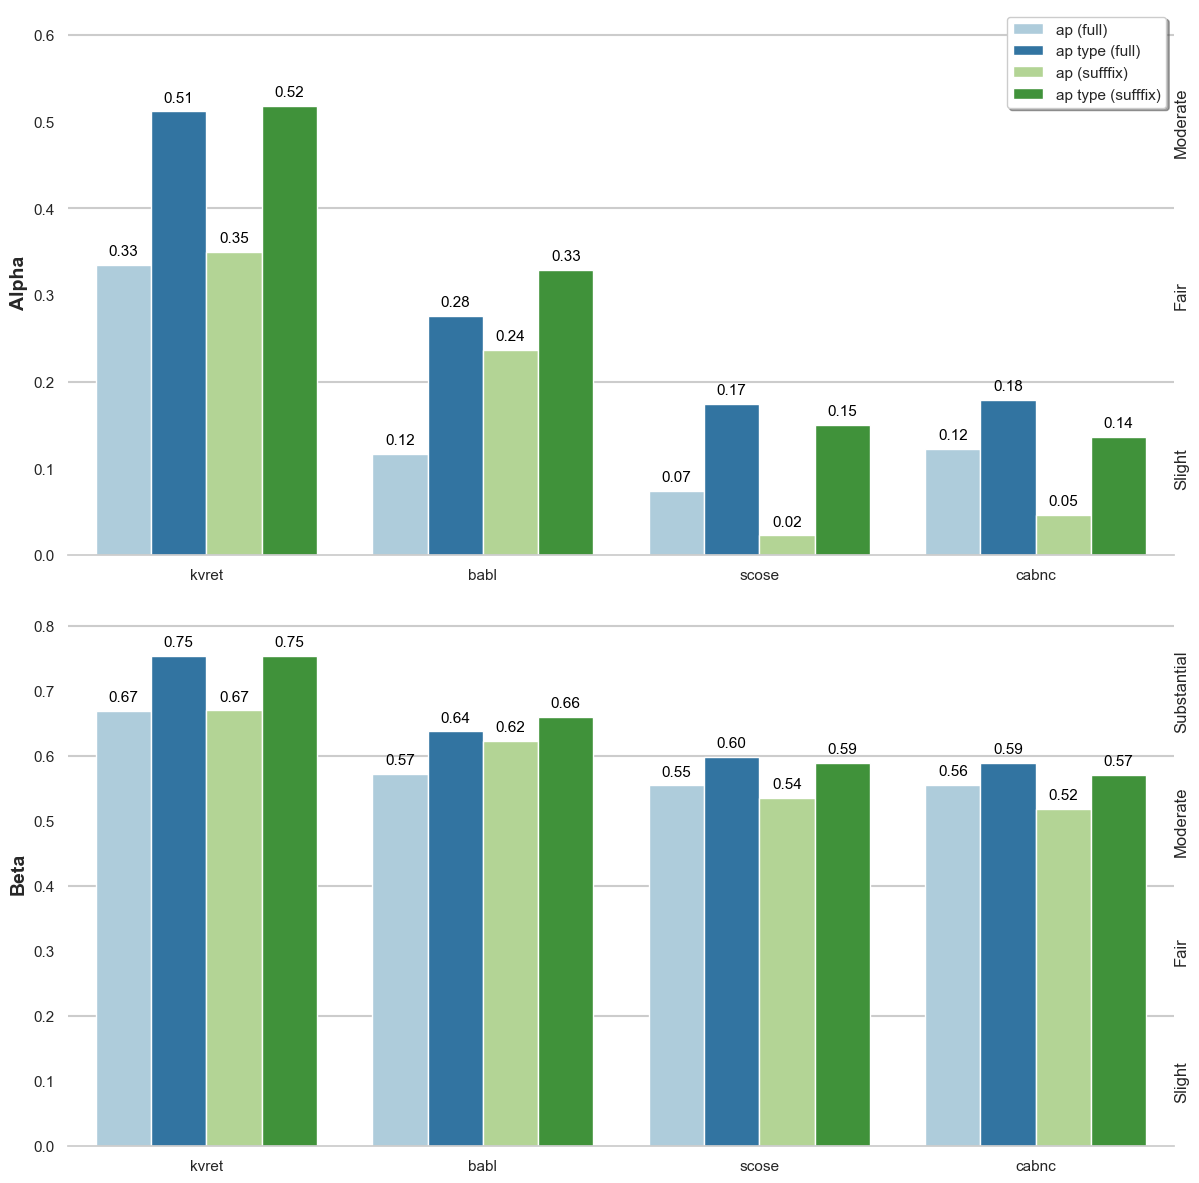 0.6
0.5
0.4
0.3
0.2
0.1
0.0
Alpha
ap (full)
ap type (full)
ap (sufffix)
ap type (sufffix)
Moderate
Fair
Slight
0.33
0.51
0.35
0.52
0.12
0.28
0.24
0.33
0.07
0.17
0.02
0.15
0.12
0.18
0.05
0.14
kvret
babl
scose
cabnc
0.8
0.7
0.6
0.5
0.4
0.3
0.2
0.1
0.0
Beta
Substantial
Moderate
Fair
Slight
0.67
0.75
0.67
0.75
0.57
0.64
0.62
0.66
0.55
0.60
0.54
0.59
0.56
0.59
0.52
0.57
kvret
babl
scose
cabnc